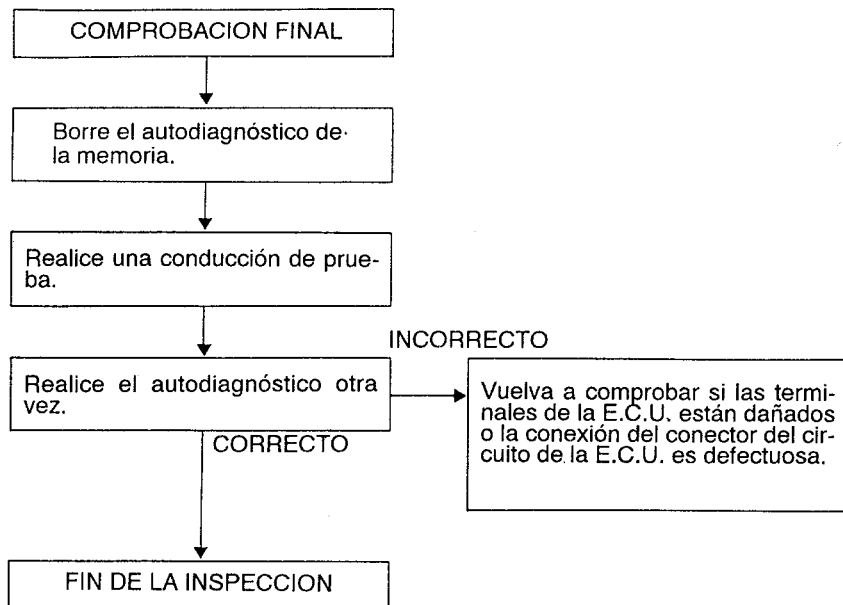 COMPROBACION FINAL
Borre el autodiagnóstico de
la memoria.
Realice una conducción de prue-
ba.
INCORRECTO
Realice el autodiagnóstico otra
vez.
Vuelva a comprobar si las termi-
nales de la E.C.U. están dañados
o la conexión del conector del cir-
cuito de la E.C.U. es defectuosa.
CORRECTO
FIN DE LA INSPECCION